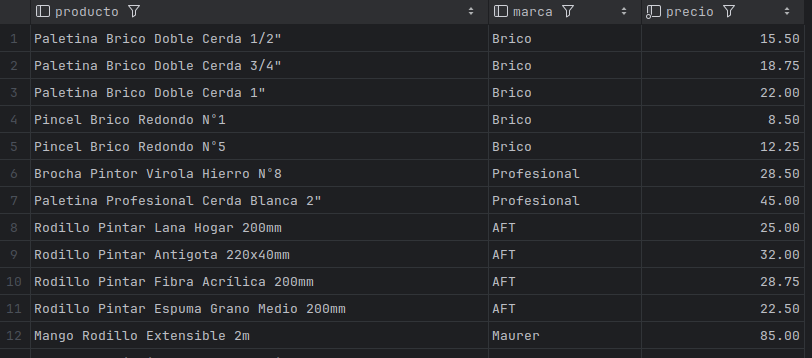 producto marca precio
1 Paletina Brico Doble Cerda 1/2" Brico 15.50
2 Paletina Brico Doble Cerda 3/4" Brico 18.75
3 Paletina Brico Doble Cerda 1" Brico 22.00
4 Pincel Brico Redondo N°1 Brico 8.50
5 Pincel Brico Redondo N°5 Brico 12.25
6 Brocha Pintor Virola Hierro N°8 Profesional 28.50
7 Paletina Profesional Cerda Blanca 2" Profesional 45.00
8 Rodillo Pintar Lana Hogar 200mm AFT 25.00
9 Rodillo Pintar Antigota 220x40mm AFT 32.00
10 Rodillo Pintar Fibra Acrílica 200mm AFT 28.75
11 Rodillo Pintar Espuma Grano Medio 200mm AFT 22.50
12 Mango Rodillo Extensible 2m Maurer 85.00